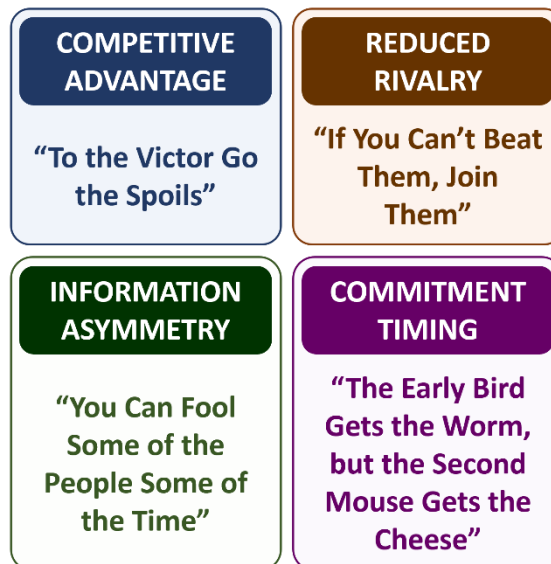 COMPETITIVE
ADVANTAGE
“To the Victor Go
the Spoils”
REDUCED
RIVALRY
“If You Can’t Beat
Them, Join
Them”
INFORMATION
ASYMMETRY
“You Can Fool
Some of the
People Some of
the Time”
COMMITMENT
TIMING
“The Early Bird
Gets the Worm,
but the Second
Mouse Gets the
Cheese”